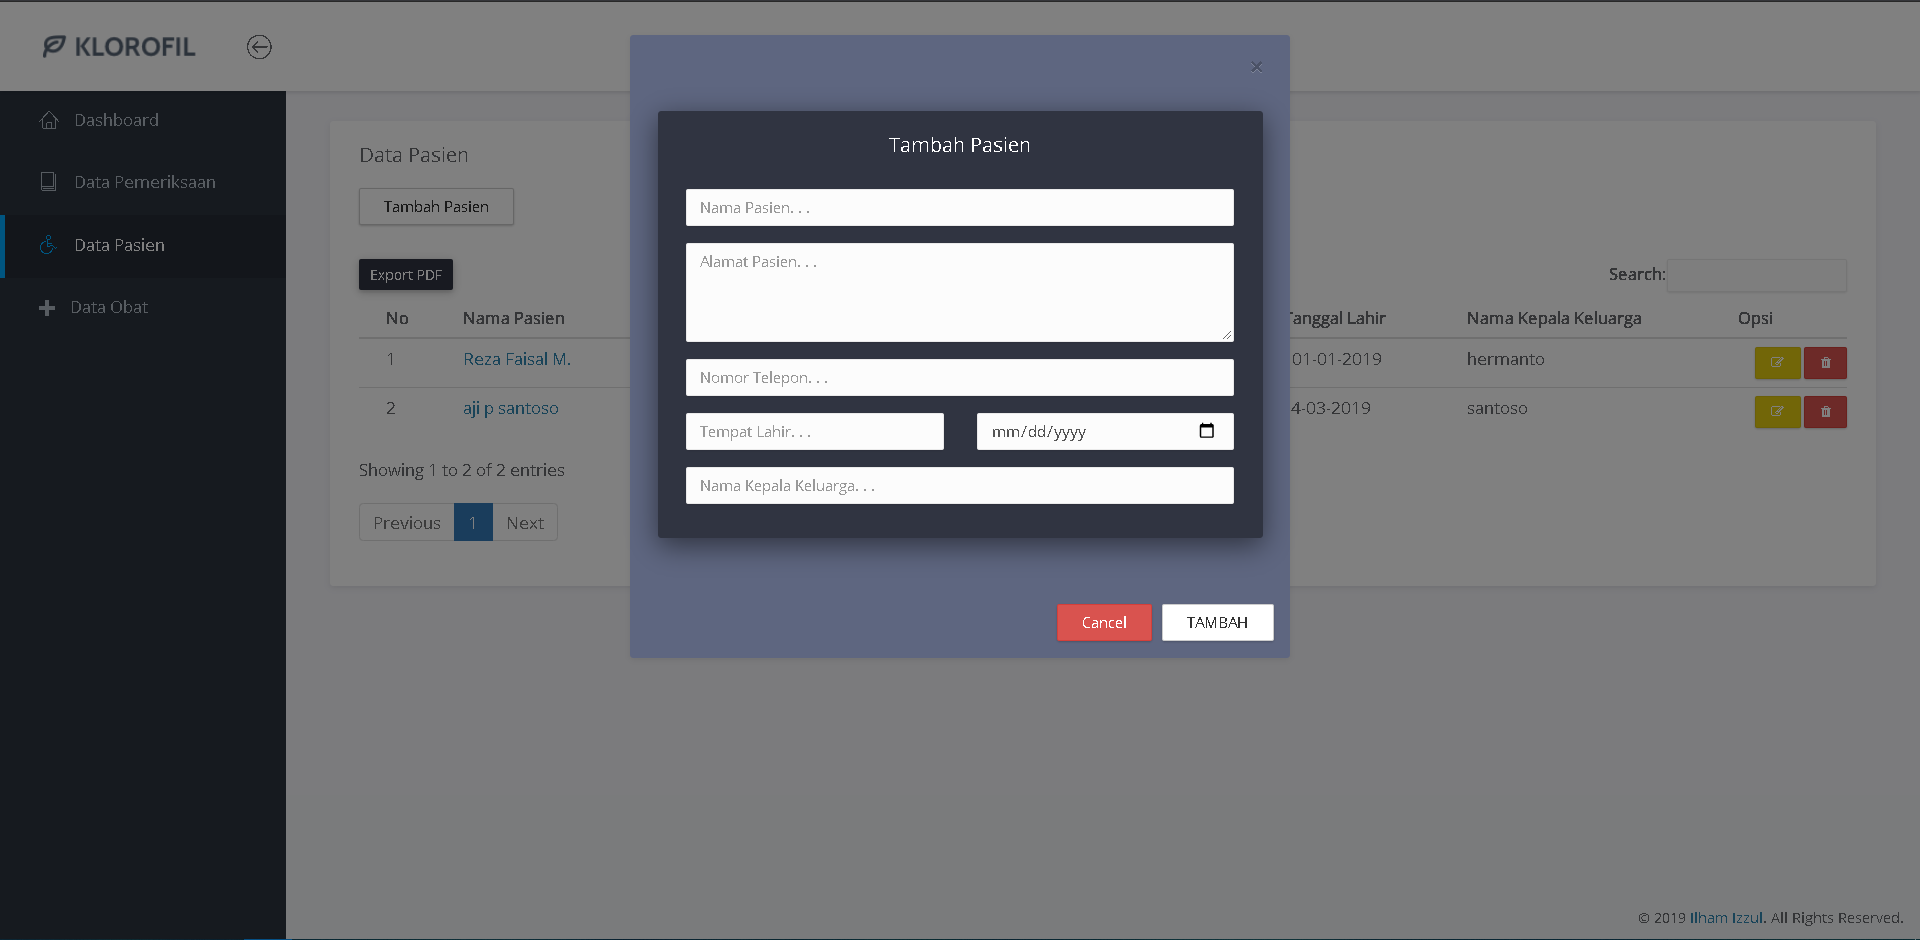 KLOROFIL
×
Dashboard
Data Pemeriksaan
Data Pasien
Data Obat
Data Pasien
Tambah Pasien
Export PDF
Search:
No Nama Pasien Tanggal Lahir Nama Kepala Keluarga Opsi
1 Reza Faisal M. 01-01-2019 hermanto
2 aji p santoso 4-03-2019 santoso
Showing 1 to 2 of 2 entries
Previous 1 Next
Tambah Pasien
Nama Pasien. . .
Alamat Pasien. . .
Nomor Telepon. . .
Tempat Lahir. . . mm/dd/yyyy
Nama Kepala Keluarga. . .
Cancel TAMBAH
© 2019 Ilham Izzul. All Rights Reserved.